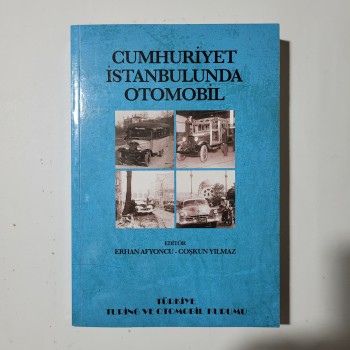 CUMHURİYET
İSTANBULUNDA
OTOMOBİL
EDİTÖR
ERHAN AFYONCU - COŞKUN YILMAZ
TÜRKİYE
TURİNG VE OTOMOBİL KURUMU